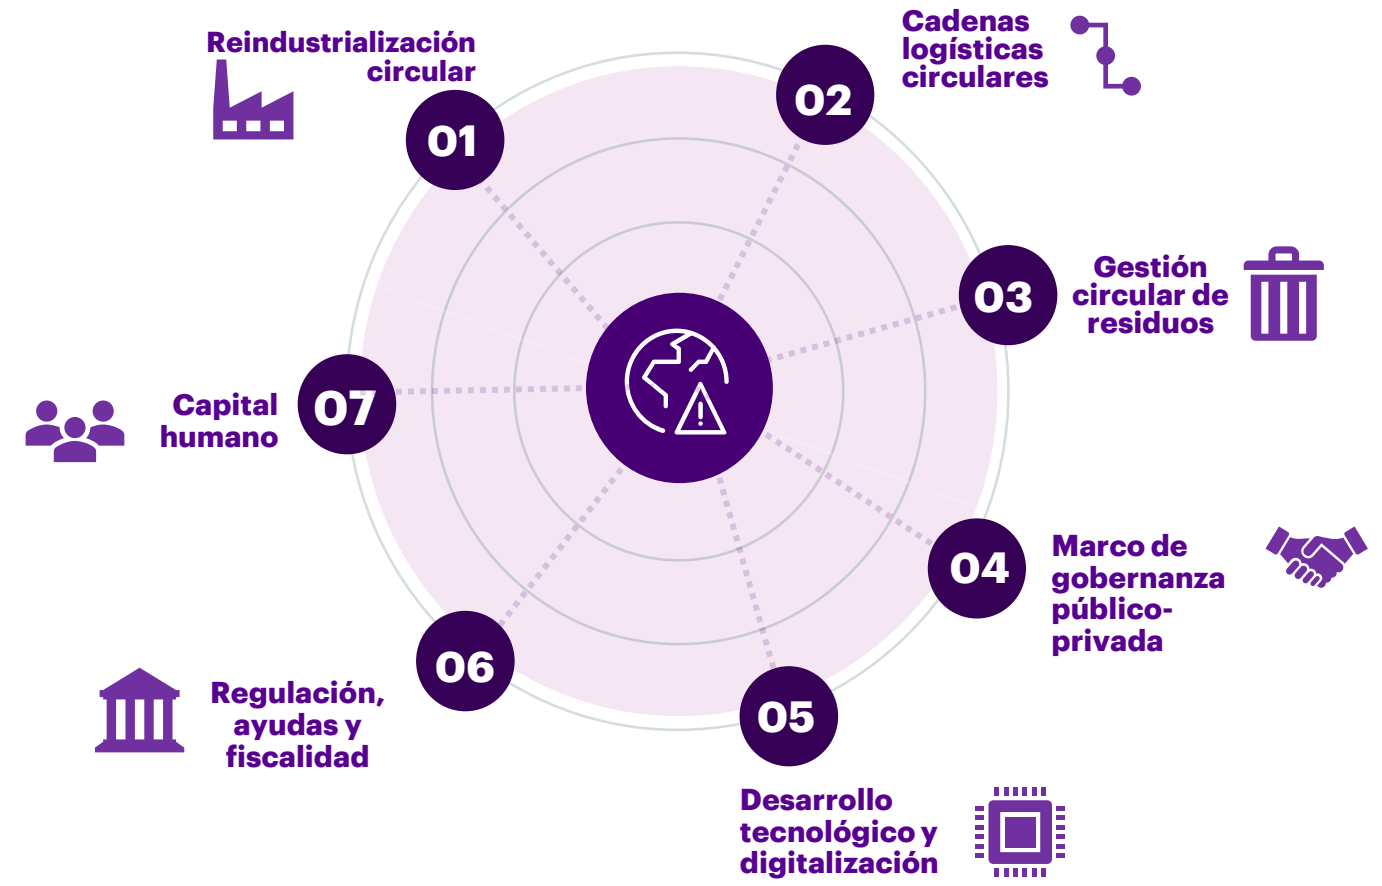 01
Reindustrialización
circular
02
Cadenas
logísticas
circulares
03
Gestión
circular de
residuos
04
Marco de
gobernanza
público-
privada
05
Desarrollo
tecnológico y
digitalización
06
Regulación,
ayudas y
fiscalidad
07
Capital
humano
!